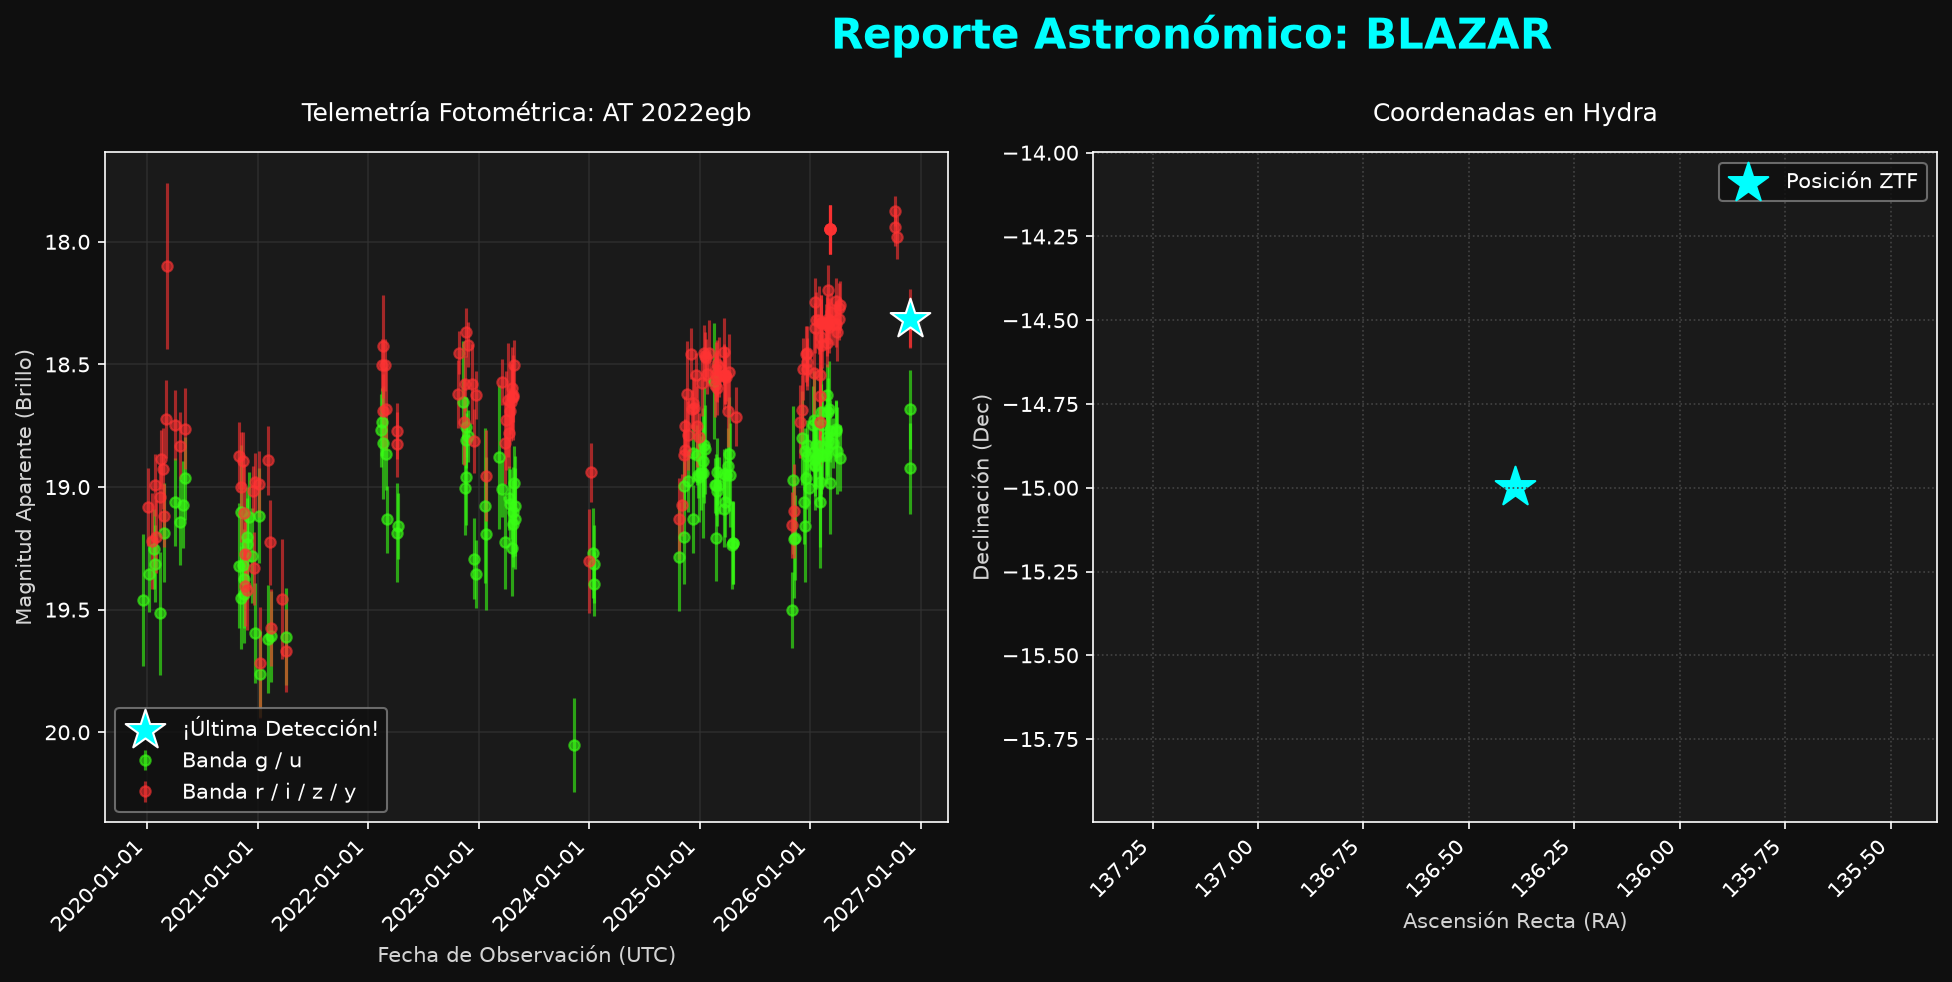 Reporte Astronómico: BLAZAR
Telemetría Fotométrica: AT 2022egb
Magnitud Aparente (Brillo)
18.0
18.5
19.0
19.5
20.0
¡Última Detección!
Banda g / u
Banda r / i / z / y
2020-01-01
2021-01-01
2022-01-01
2023-01-01
2024-01-01
2025-01-01
2026-01-01
2027-01-01
Fecha de Observación (UTC)
Coordenadas en Hydra
Declinación (Dec)
−14.00
−14.25
−14.50
−14.75
−15.00
−15.25
−15.50
−15.75
Posición ZTF
137.25
137.00
136.75
136.50
136.25
136.00
135.75
135.50
Ascensión Recta (RA)